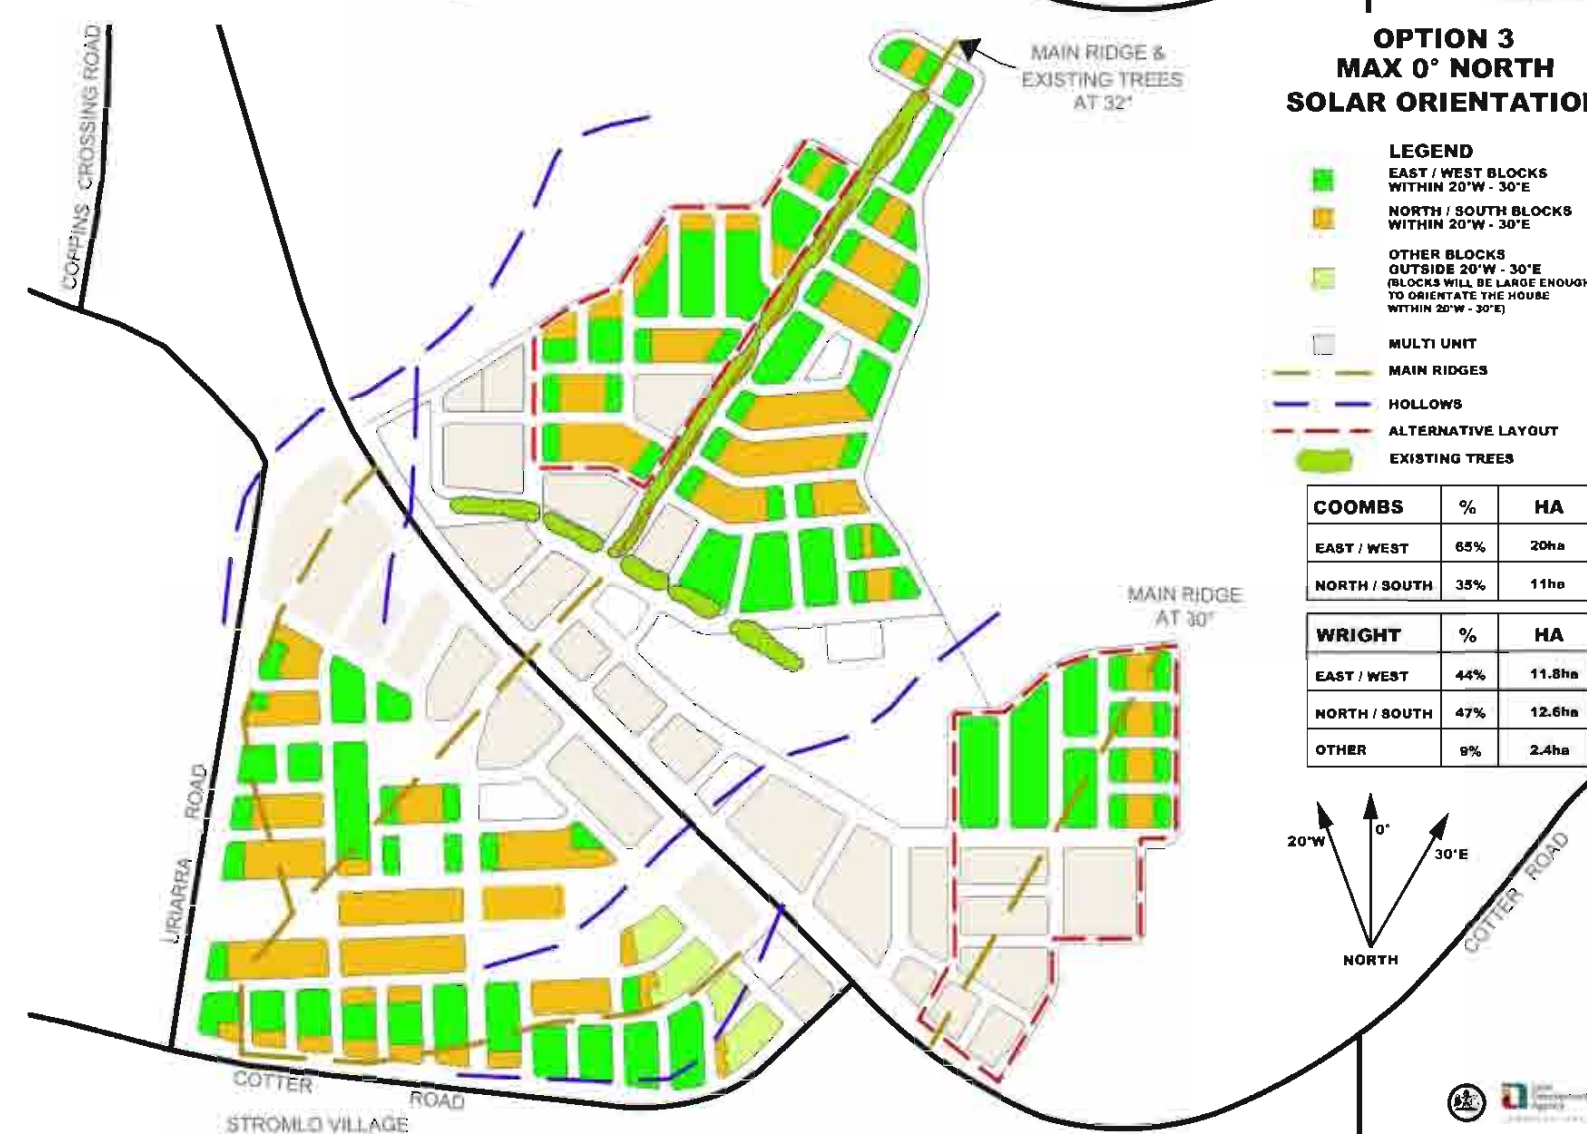 COPPINS CROSSING ROAD
MAIN RIDGE &
EXISTING TREES
AT 32°
OPTION 3
MAX 0° NORTH
SOLAR ORIENTATION
LEGEND
EAST / WEST BLOCKS
WITHIN 20°W - 30°E
NORTH / SOUTH BLOCKS
WITHIN 20°W - 30°E
OTHER BLOCKS
OUTSIDE 20°W - 30°E
(BLOCKS WILL BE LARGE ENOUGH
TO ORIENTATE THE HOUSE
WITHIN 20°W - 30°E)
MULTI UNIT
MAIN RIDGES
HOLLOWS
ALTERNATIVE LAYOUT
EXISTING TREES
COOMBS % HA
EAST / WEST 65% 20ha
NORTH / SOUTH 35% 11ha
WRIGHT % HA
EAST / WEST 44% 11.8ha
NORTH / SOUTH 47% 12.6ha
OTHER 9% 2.4ha
MAIN RIDGE
AT 30°
20°W
0°
30°E
NORTH
COTTER ROAD
URIARRA ROAD
COTTER ROAD
STROMLO VILLAGE